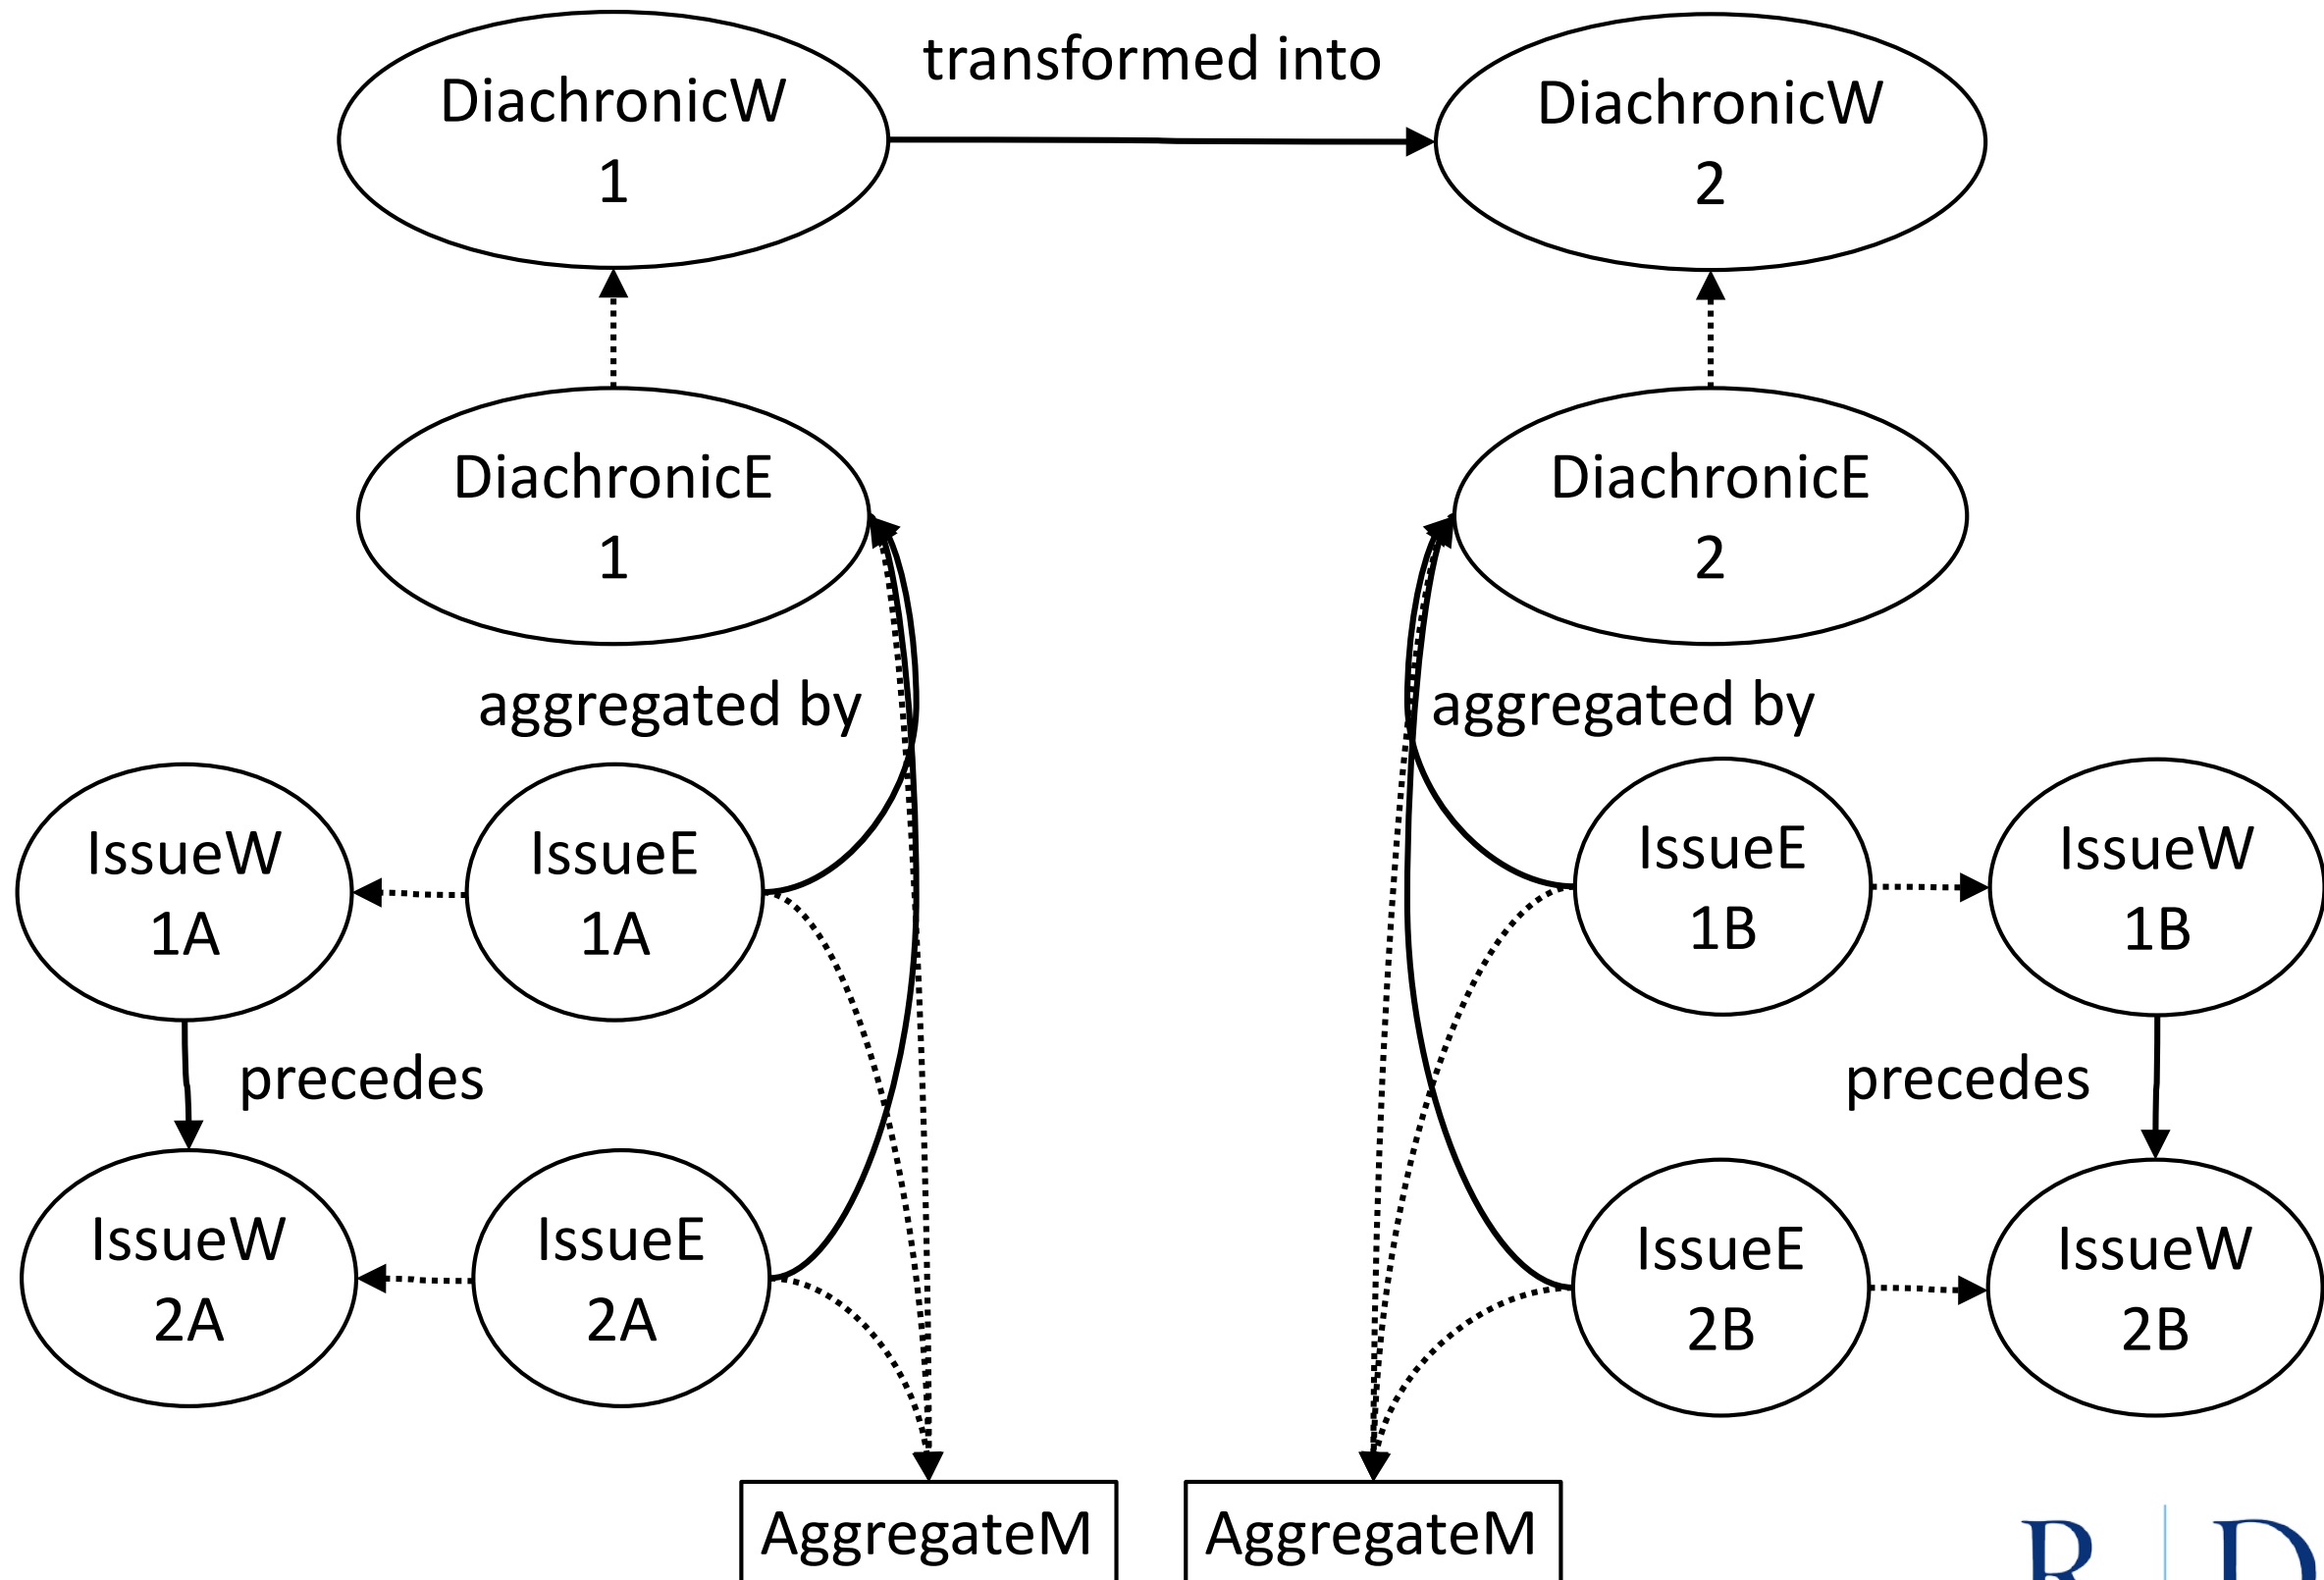 DiachronicW
1
transformed into
DiachronicW
2
DiachronicE
1
DiachronicE
2
aggregated by
aggregated by
IssueW
1A
IssueE
1A
IssueE
1B
IssueW
1B
precedes
precedes
IssueW
2A
IssueE
2A
IssueE
2B
IssueW
2B
AggregateM
AggregateM
R D